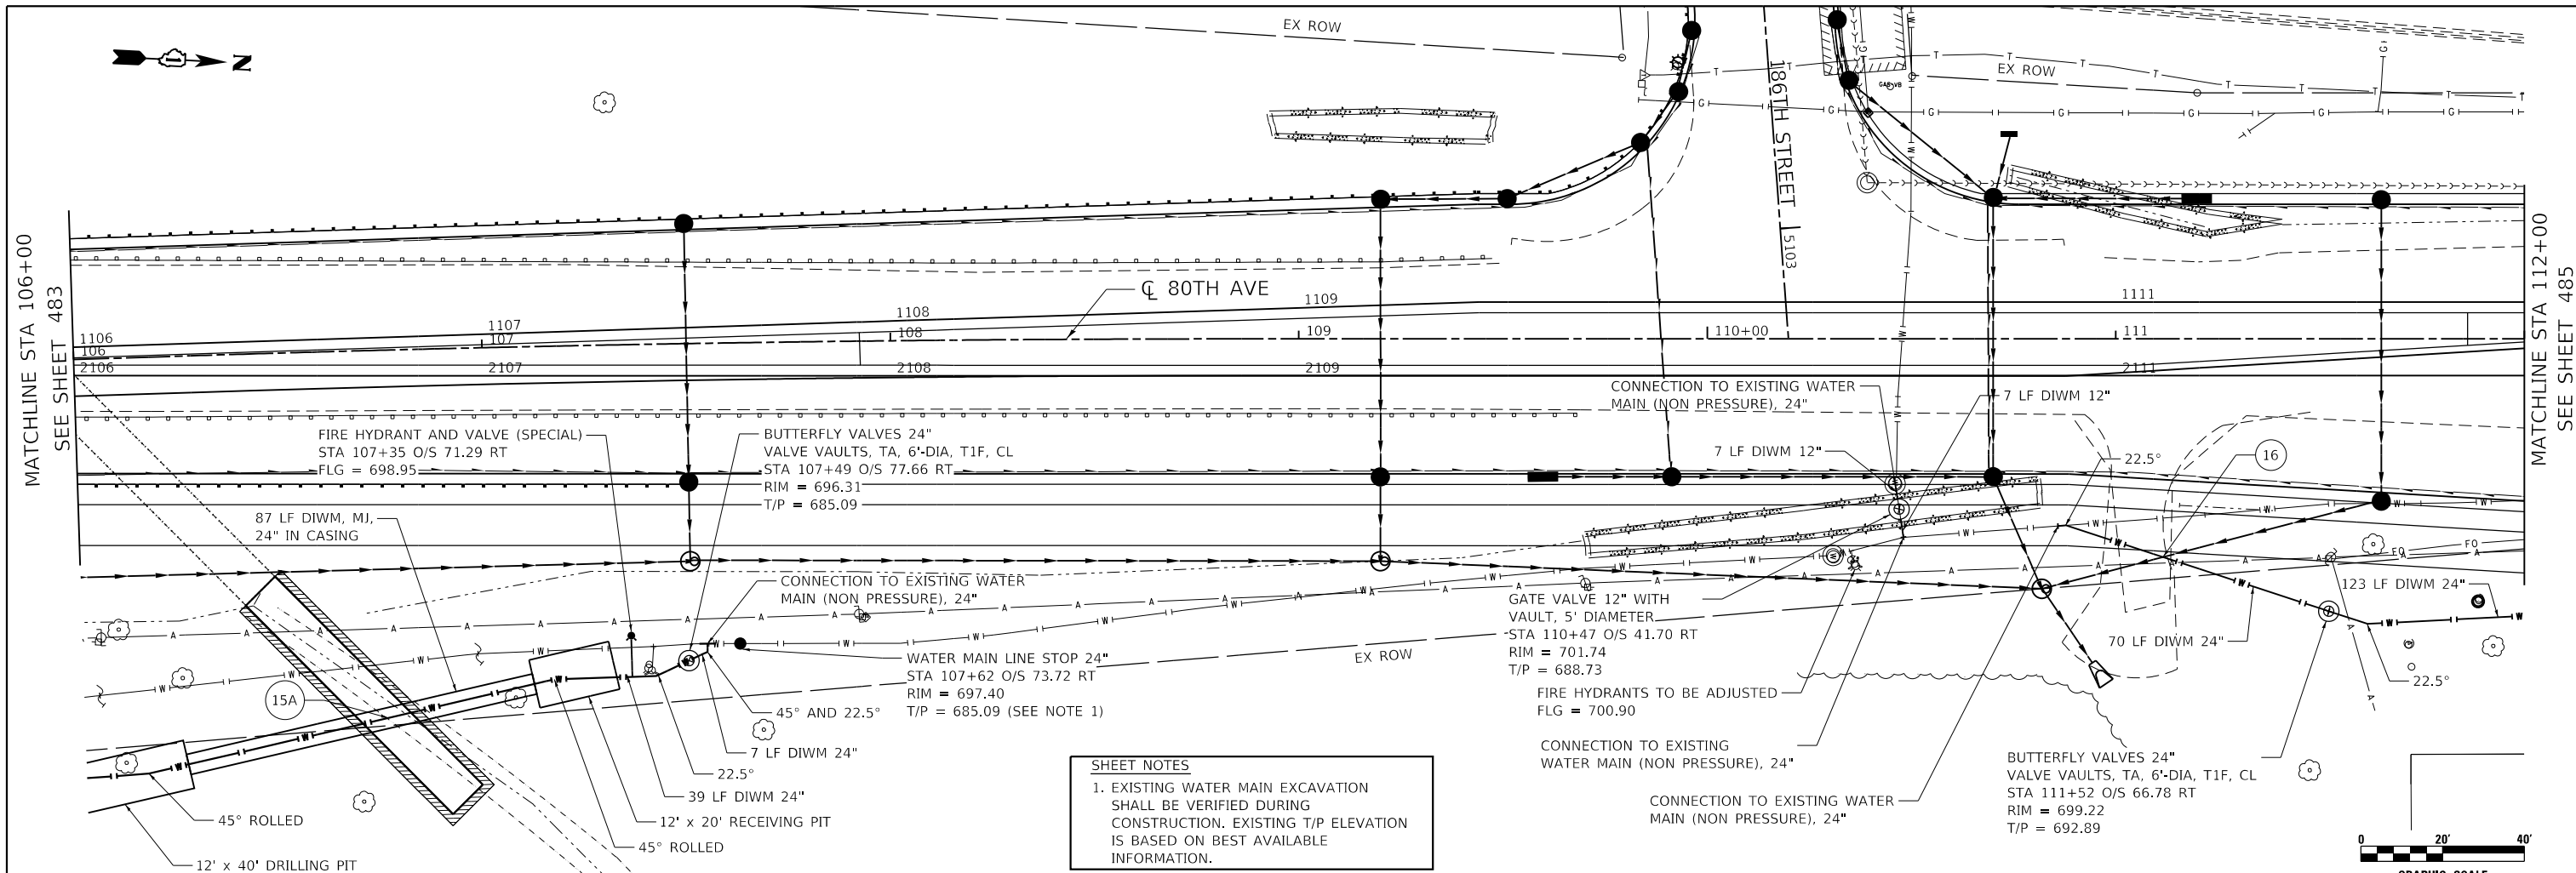 N
EX ROW
186TH STREET
5103
EX ROW
GAS VB
MATCHLINE STA 106+00
SEE SHEET 483
MATCHLINE STA 112+00
SEE SHEET 485
℄ 80TH AVE
1106
1107
1108
1109
1111
106
107
108
109
110+00
111
2106
2107
2108
2109
2111
FIRE HYDRANT AND VALVE (SPECIAL)
STA 107+35 O/S 71.29 RT
FLG = 698.95
BUTTERFLY VALVES 24"
VALVE VAULTS, TA, 6'-DIA, T1F, CL
STA 107+49 O/S 77.66 RT
RIM = 696.31
T/P = 685.09
87 LF DIWM, MJ,
24" IN CASING
CONNECTION TO EXISTING WATER
MAIN (NON PRESSURE), 24"
WATER MAIN LINE STOP 24"
STA 107+62 O/S 73.72 RT
RIM = 697.40
T/P = 685.09 (SEE NOTE 1)
45° AND 22.5°
7 LF DIWM 24"
22.5°
39 LF DIWM 24"
12' x 20' RECEIVING PIT
45° ROLLED
15A
45° ROLLED
12' x 40' DRILLING PIT
EX ROW
SHEET NOTES
1. EXISTING WATER MAIN EXCAVATION
SHALL BE VERIFIED DURING
CONSTRUCTION. EXISTING T/P ELEVATION
IS BASED ON BEST AVAILABLE
INFORMATION.
CONNECTION TO EXISTING WATER
MAIN (NON PRESSURE), 24"
7 LF DIWM 12"
7 LF DIWM 12"
22.5°
16
GATE VALVE 12" WITH
VAULT, 5' DIAMETER
STA 110+47 O/S 41.70 RT
RIM = 701.74
T/P = 688.73
FIRE HYDRANTS TO BE ADJUSTED
FLG = 700.90
CONNECTION TO EXISTING
WATER MAIN (NON PRESSURE), 24"
CONNECTION TO EXISTING WATER
MAIN (NON PRESSURE), 24"
FO
FO
123 LF DIWM 24"
70 LF DIWM 24"
22.5°
BUTTERFLY VALVES 24"
VALVE VAULTS, TA, 6'-DIA, T1F, CL
STA 111+52 O/S 66.78 RT
RIM = 699.22
T/P = 692.89
0 20' 40'
GRAPHIC SCALE